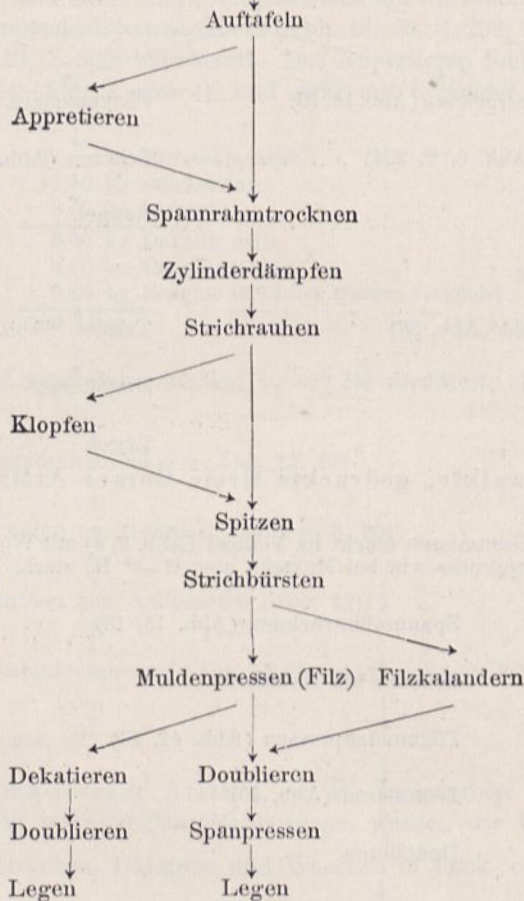 Auftafeln
Appretieren
Spannrahmtrocknen
Zylinderdämpfen
Strichrauhen
Klopfen
Spitzen
Strichbürsten
Muldenpressen (Filz) Filzkalandern
Dekatieren Doublieren
Doublieren Spanpressen
Legen Legen